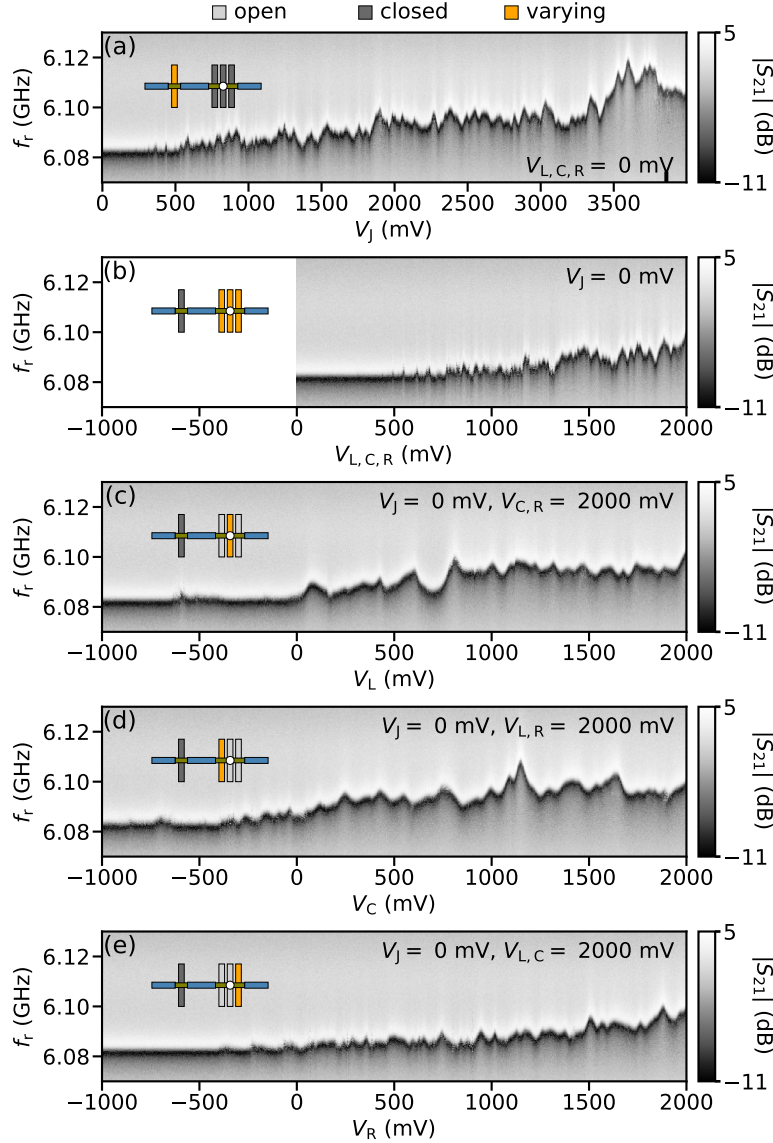 open closed varying
(a)
6.12
6.10
6.08
f_r (GHz)
V_L, C, R = 0 mV
0 500 1000 1500 2000 2500 3000 3500
V_J (mV)
5
−11
|S_21| (dB)
(b)
V_J = 0 mV
6.12
6.10
6.08
f_r (GHz)
−1000 −500 0 500 1000 1500 2000
V_L, C, R (mV)
5
−11
|S_21| (dB)
(c)
V_J = 0 mV, V_C, R = 2000 mV
6.12
6.10
6.08
f_r (GHz)
−1000 −500 0 500 1000 1500 2000
V_L (mV)
5
−11
|S_21| (dB)
(d)
V_J = 0 mV, V_L, R = 2000 mV
6.12
6.10
6.08
f_r (GHz)
−1000 −500 0 500 1000 1500 2000
V_C (mV)
5
−11
|S_21| (dB)
(e)
V_J = 0 mV, V_L, C = 2000 mV
6.12
6.10
6.08
f_r (GHz)
−1000 −500 0 500 1000 1500 2000
V_R (mV)
5
−11
|S_21| (dB)